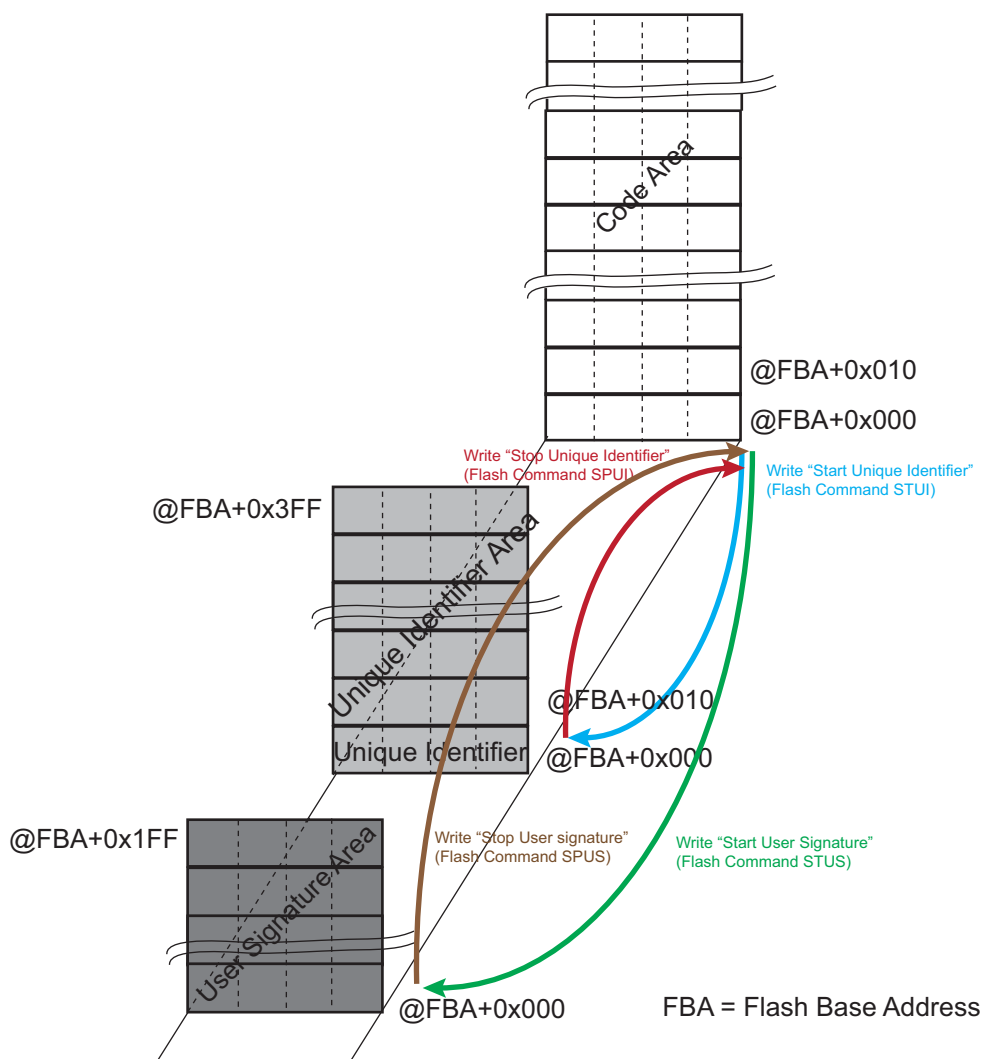 Code Area
@FBA+0x010
@FBA+0x000
Write “Stop Unique Identifier”
(Flash Command SPUI)
Write “Start Unique Identifier”
(Flash Command STUI)
@FBA+0x3FF
Unique Identifier Area
@FBA+0x010
Unique Identifier
@FBA+0x000
@FBA+0x1FF
Write “Stop User signature”
(Flash Command SPUS)
Write “Start User Signature”
(Flash Command STUS)
User Signature Area
@FBA+0x000
FBA = Flash Base Address